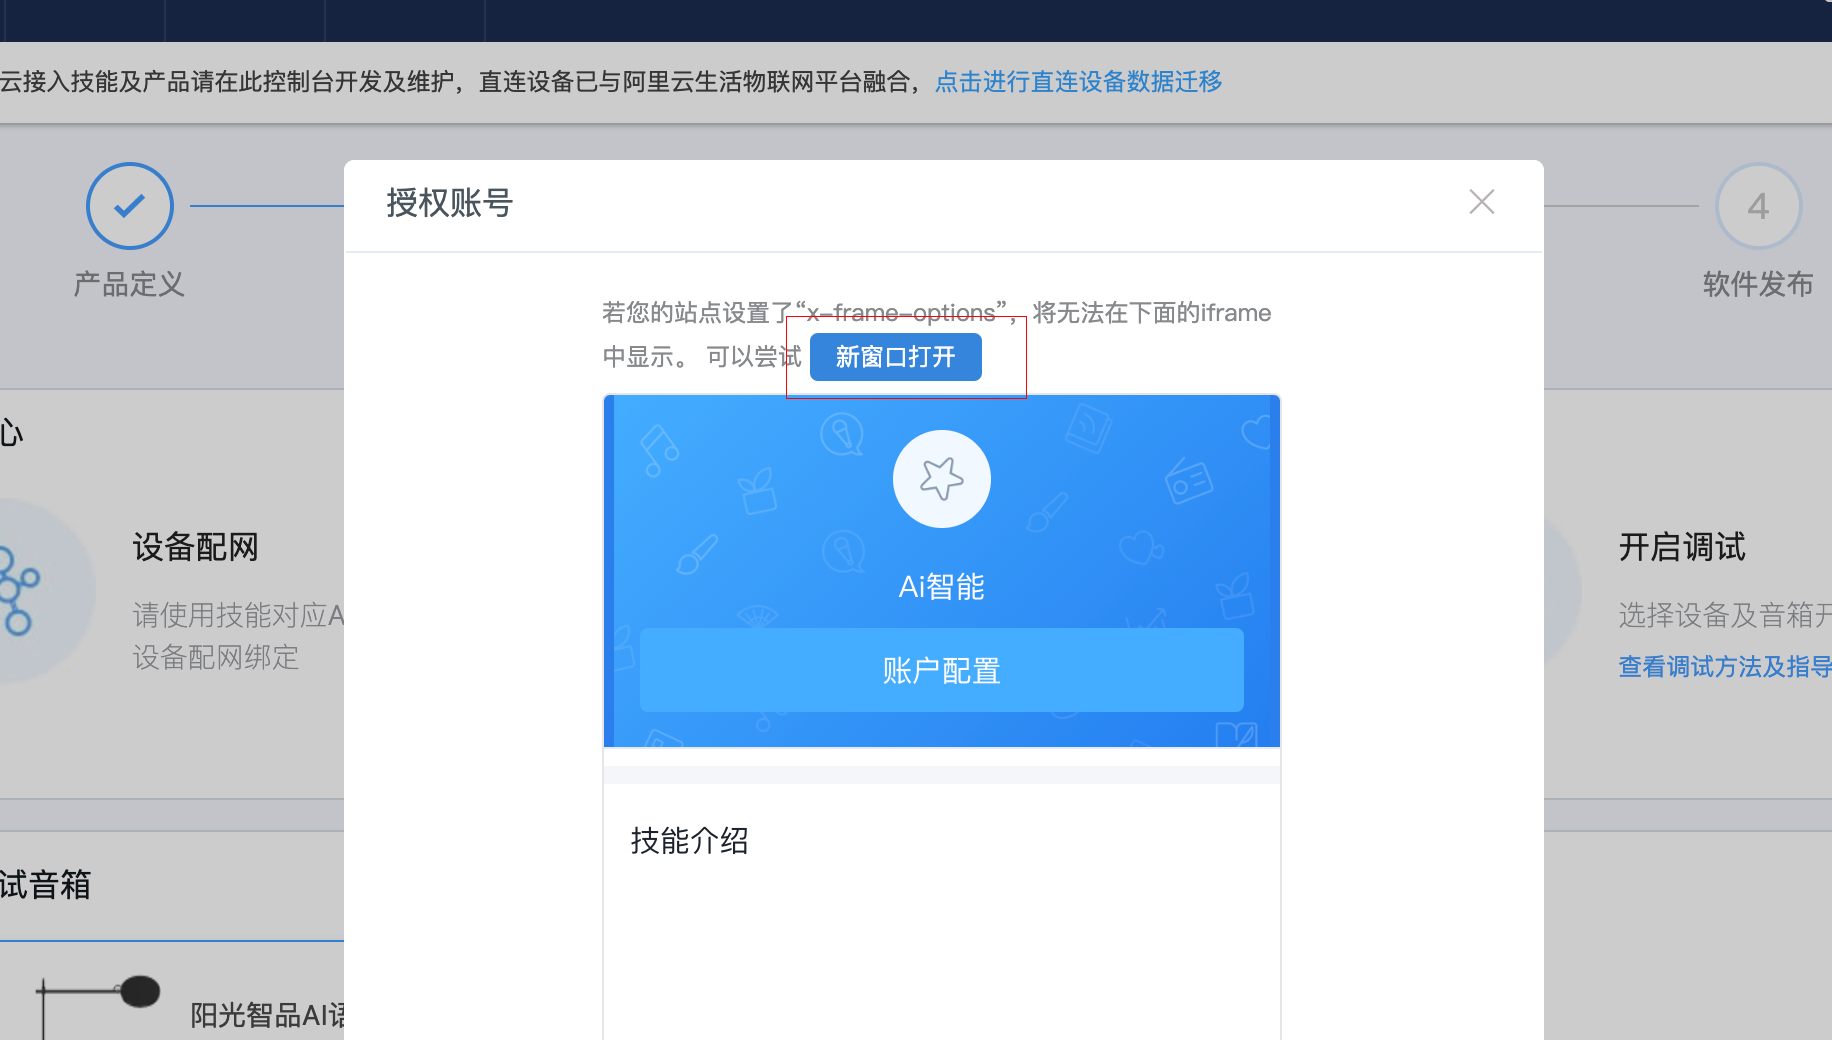 云接入技能及产品请在此控制台开发及维护，直连设备已与阿里云生活物联网平台融合，点击进行直连设备数据迁移
授权账号
4
产品定义
软件发布
若您的站点设置了“x-frame-options”，将无法在下面的iframe
中显示。 可以尝试 新窗口打开
心
Ai智能
设备配网
开启调试
请使用技能对应A
选择设备及音箱开
设备配网绑定
查看调试方法及指导
账户配置
技能介绍
试音箱
阳光智品AI语